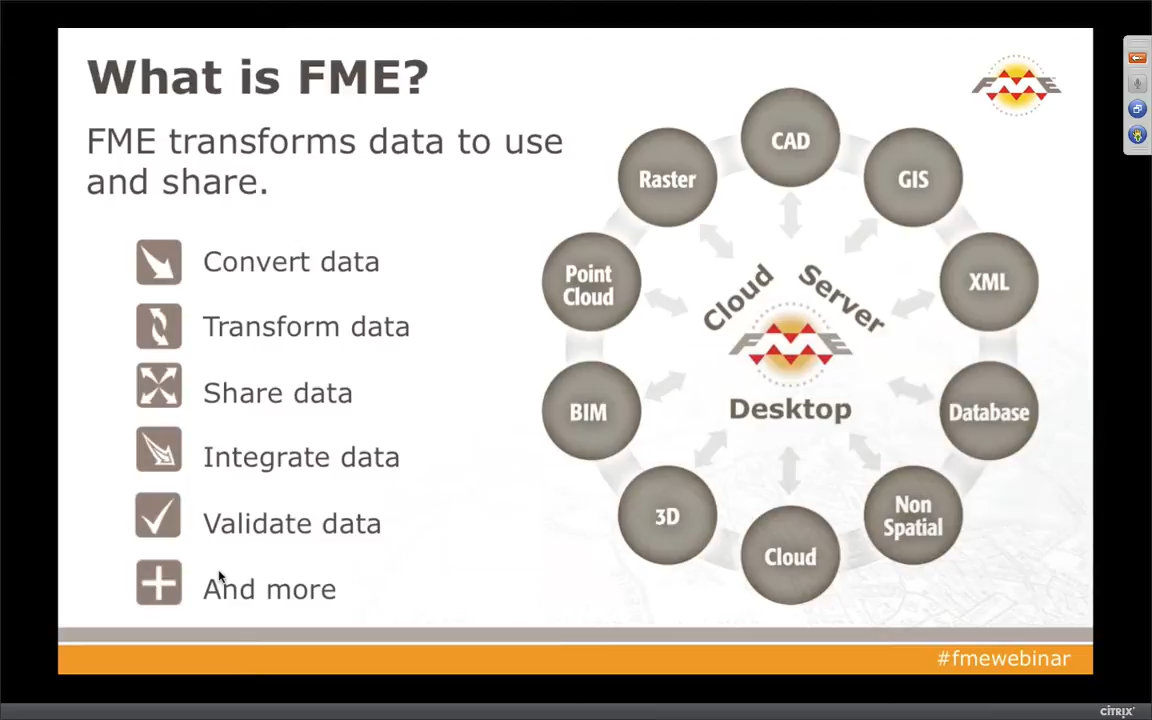 What is FME?
FME transforms data to use
and share.
Convert data
Transform data
Share data
Integrate data
Validate data
And more
FME
CAD
GIS
XML
Database
Non
Spatial
Cloud
3D
BIM
Point
Cloud
Raster
Cloud
Server
FME
Desktop
#fmewebinar
CITRIX